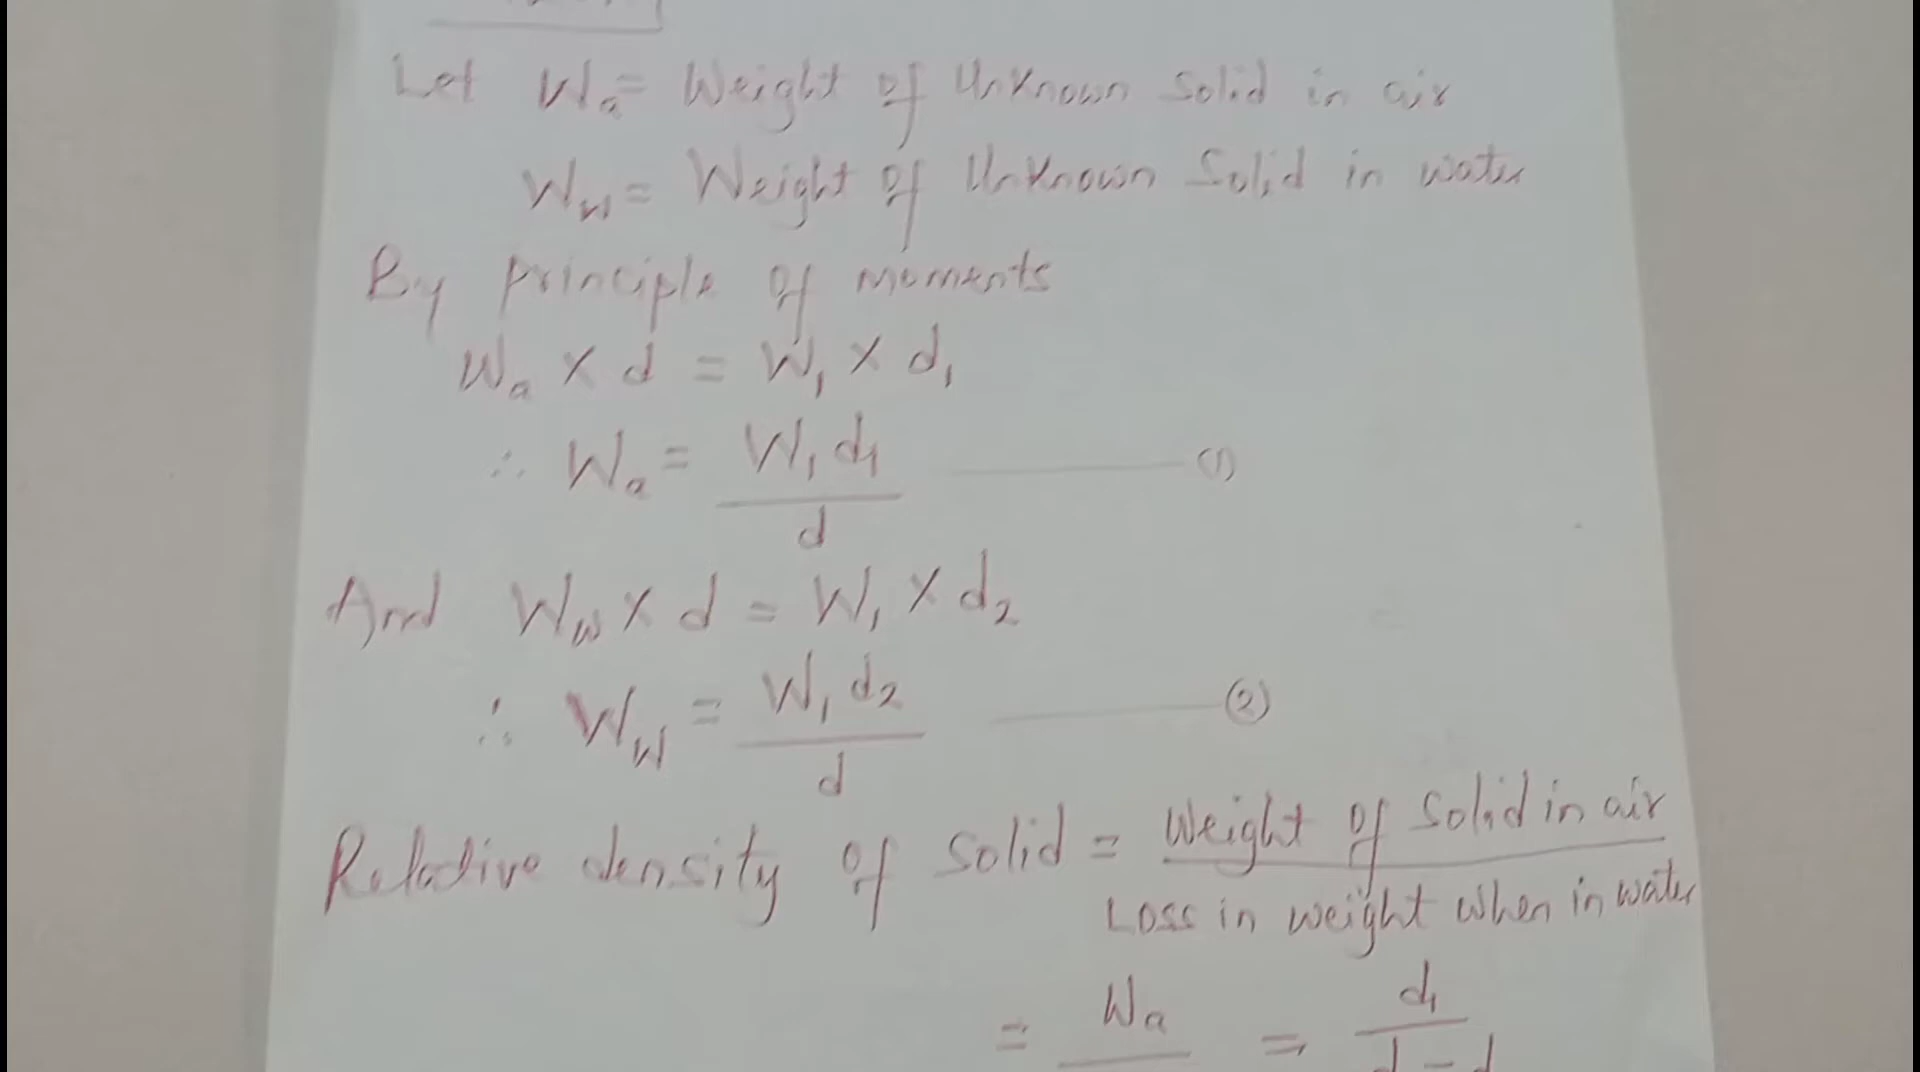 Let Wa = Weight of Unknown Solid in air
Ww = Weight of Unknown Solid in water
By principle of moments
Wa × d = W₁ × d₁
∴ Wa = W₁ d₁ / d (1)
And Ww × d = W₁ × d₂
∴ Ww = W₁ d₂ / d (2)
Relative density of solid = Weight of Solid in air / Loss in weight when in water
= Wa = d₁